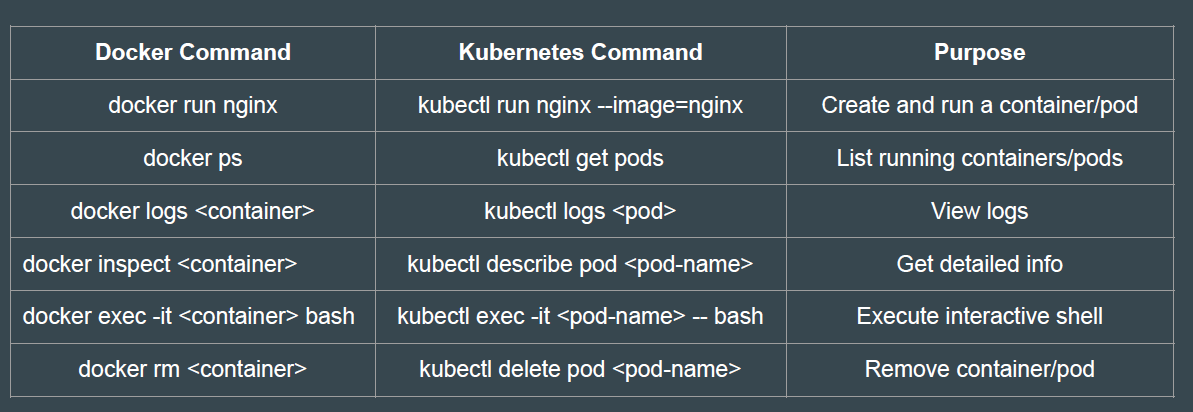 Docker Command Kubernetes Command Purpose
docker run nginx kubectl run nginx --image=nginx Create and run a container/pod
docker ps kubectl get pods List running containers/pods
docker logs <container> kubectl logs <pod> View logs
docker inspect <container> kubectl describe pod <pod-name> Get detailed info
docker exec -it <container> bash kubectl exec -it <pod-name> -- bash Execute interactive shell
docker rm <container> kubectl delete pod <pod-name> Remove container/pod